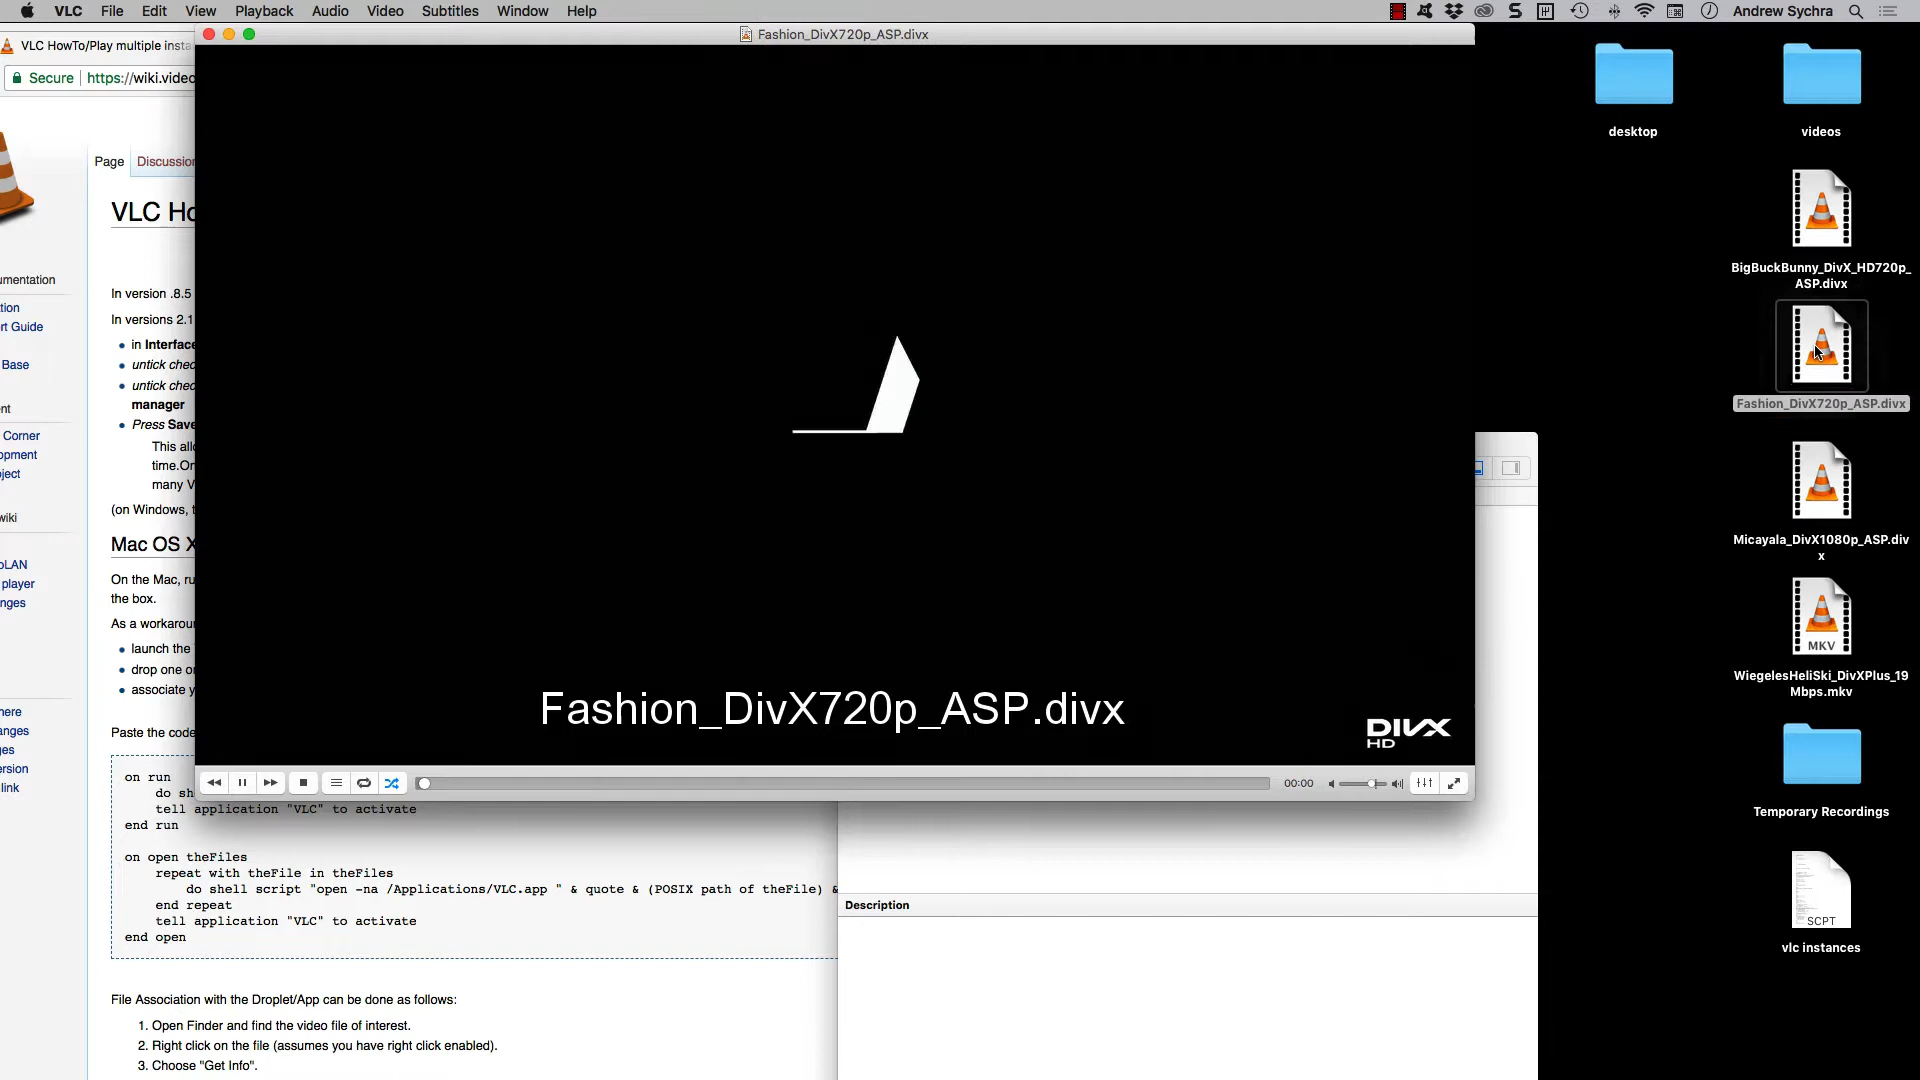 VLC File Edit View Playback Audio Video Subtitles Window Help
Andrew Sychra
VLC HowTo/Play multiple insta
Fashion_DivX720p_ASP.divx
Secure https://wiki.video
desktop
videos
Page Discussion
VLC Ho
BigBuckBunny_DivX_HD720p_
ASP.divx
umentation
In version .8.5
tion
In versions 2.1
rt Guide
in Interface
untick chec
Base
untick chec
manager
Press Save
This all
time.Or
many V
(on Windows, t
nt
Corner
opment
ject
wiki
Fashion_DivX720p_ASP.divx
Micayala_DivX1080p_ASP.div
x
Mac OS X
oLAN
On the Mac, ru
player
the box.
nges
As a workarou
launch the
drop one o
associate y
MKV
WiegelesHeliSki_DivXPlus_19
Mbps.mkv
Fashion_DivX720p_ASP.divx
DIVX
HD
here
anges
Paste the code
ges
ersion
link
on run
do sh
tell application "VLC" to activate
end run
00:00
Temporary Recordings
on open theFiles
repeat with theFile in theFiles
do shell script "open -na /Applications/VLC.app " & quote & (POSIX path of theFile) &
end repeat
tell application "VLC" to activate
end open
Description
SCPT
vlc instances
File Association with the Droplet/App can be done as follows:
1. Open Finder and find the video file of interest.
2. Right click on the file (assumes you have right click enabled).
3. Choose "Get Info".